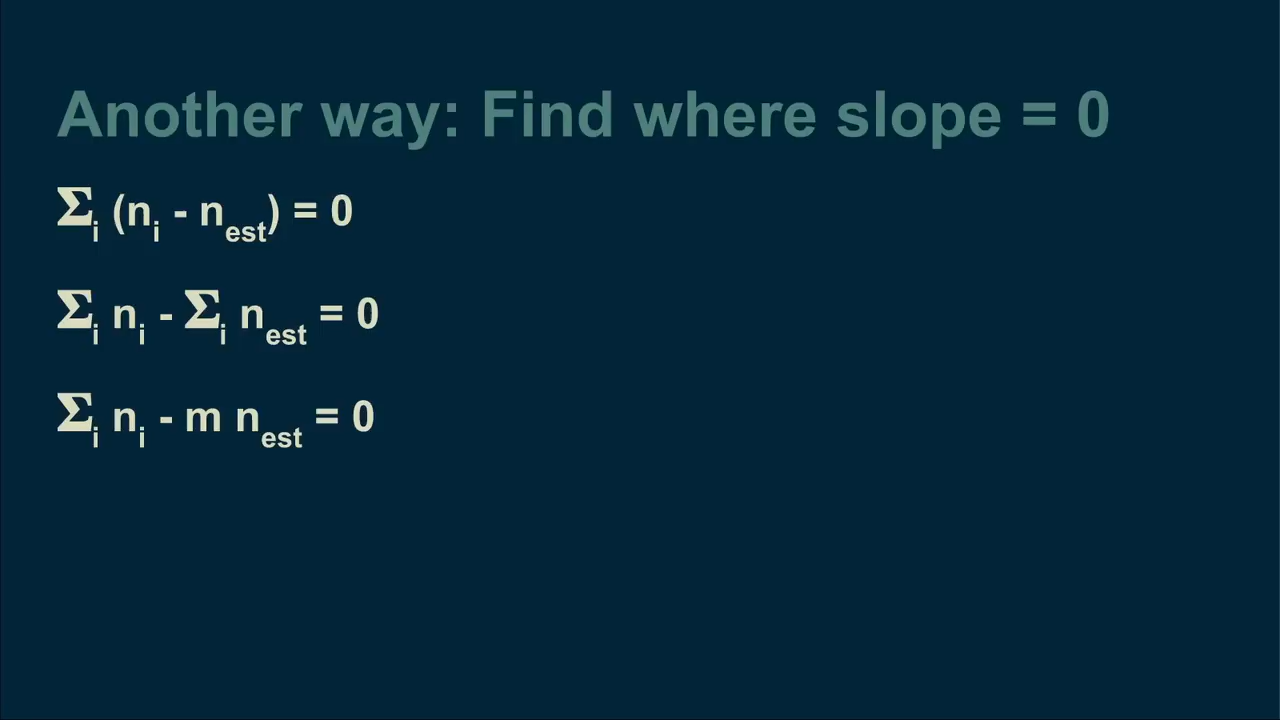 Another way: Find where slope = 0
Σi (ni - nest) = 0
Σi ni - Σi nest = 0
Σi ni - m nest = 0